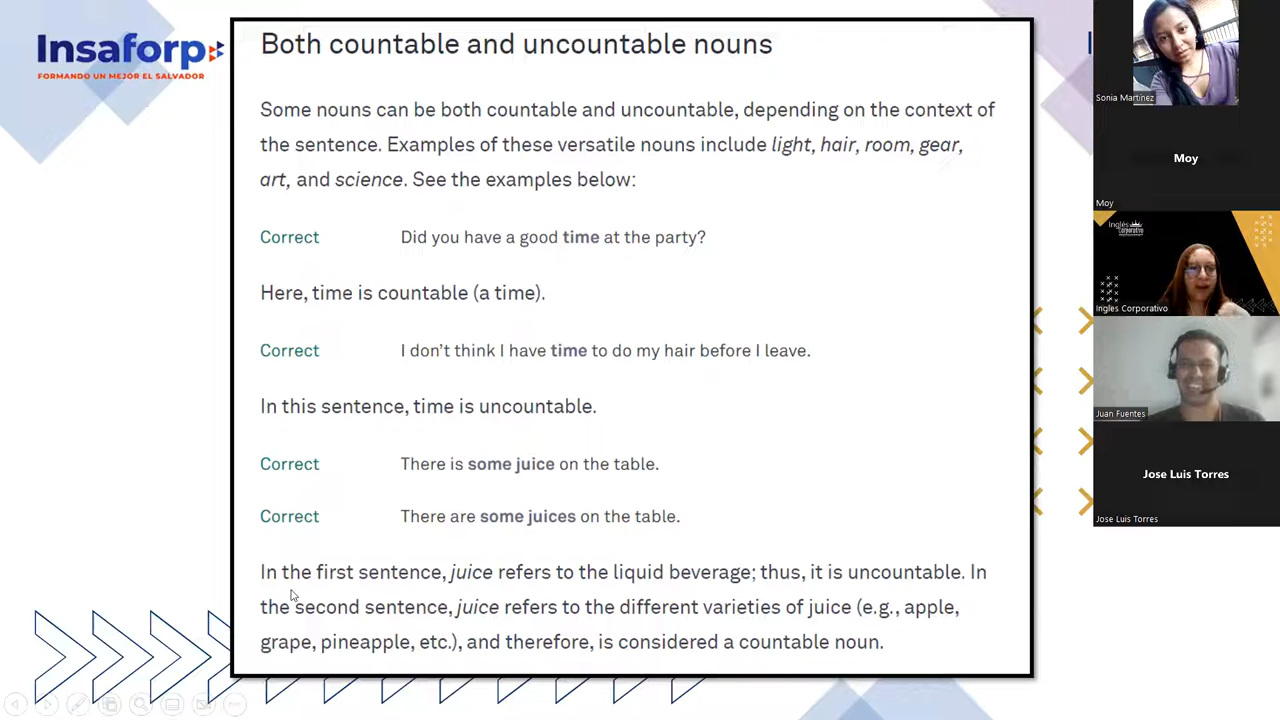 Insaforp
FORMANDO UN MEJOR EL SALVADOR
Both countable and uncountable nouns
Some nouns can be both countable and uncountable, depending on the context of
the sentence. Examples of these versatile nouns include light, hair, room, gear,
art, and science. See the examples below:
Correct Did you have a good time at the party?
Here, time is countable (a time).
Correct I don't think I have time to do my hair before I leave.
In this sentence, time is uncountable.
Correct There is some juice on the table.
Correct There are some juices on the table.
In the first sentence, juice refers to the liquid beverage; thus, it is uncountable. In
the second sentence, juice refers to the different varieties of juice (e.g., apple,
grape, pineapple, etc.), and therefore, is considered a countable noun.
Sonia Martinez
Moy
Moy
Inglés
Corporativo
Ingles Corporativo
Juan Fuentes
Jose Luis Torres
Jose Luis Torres